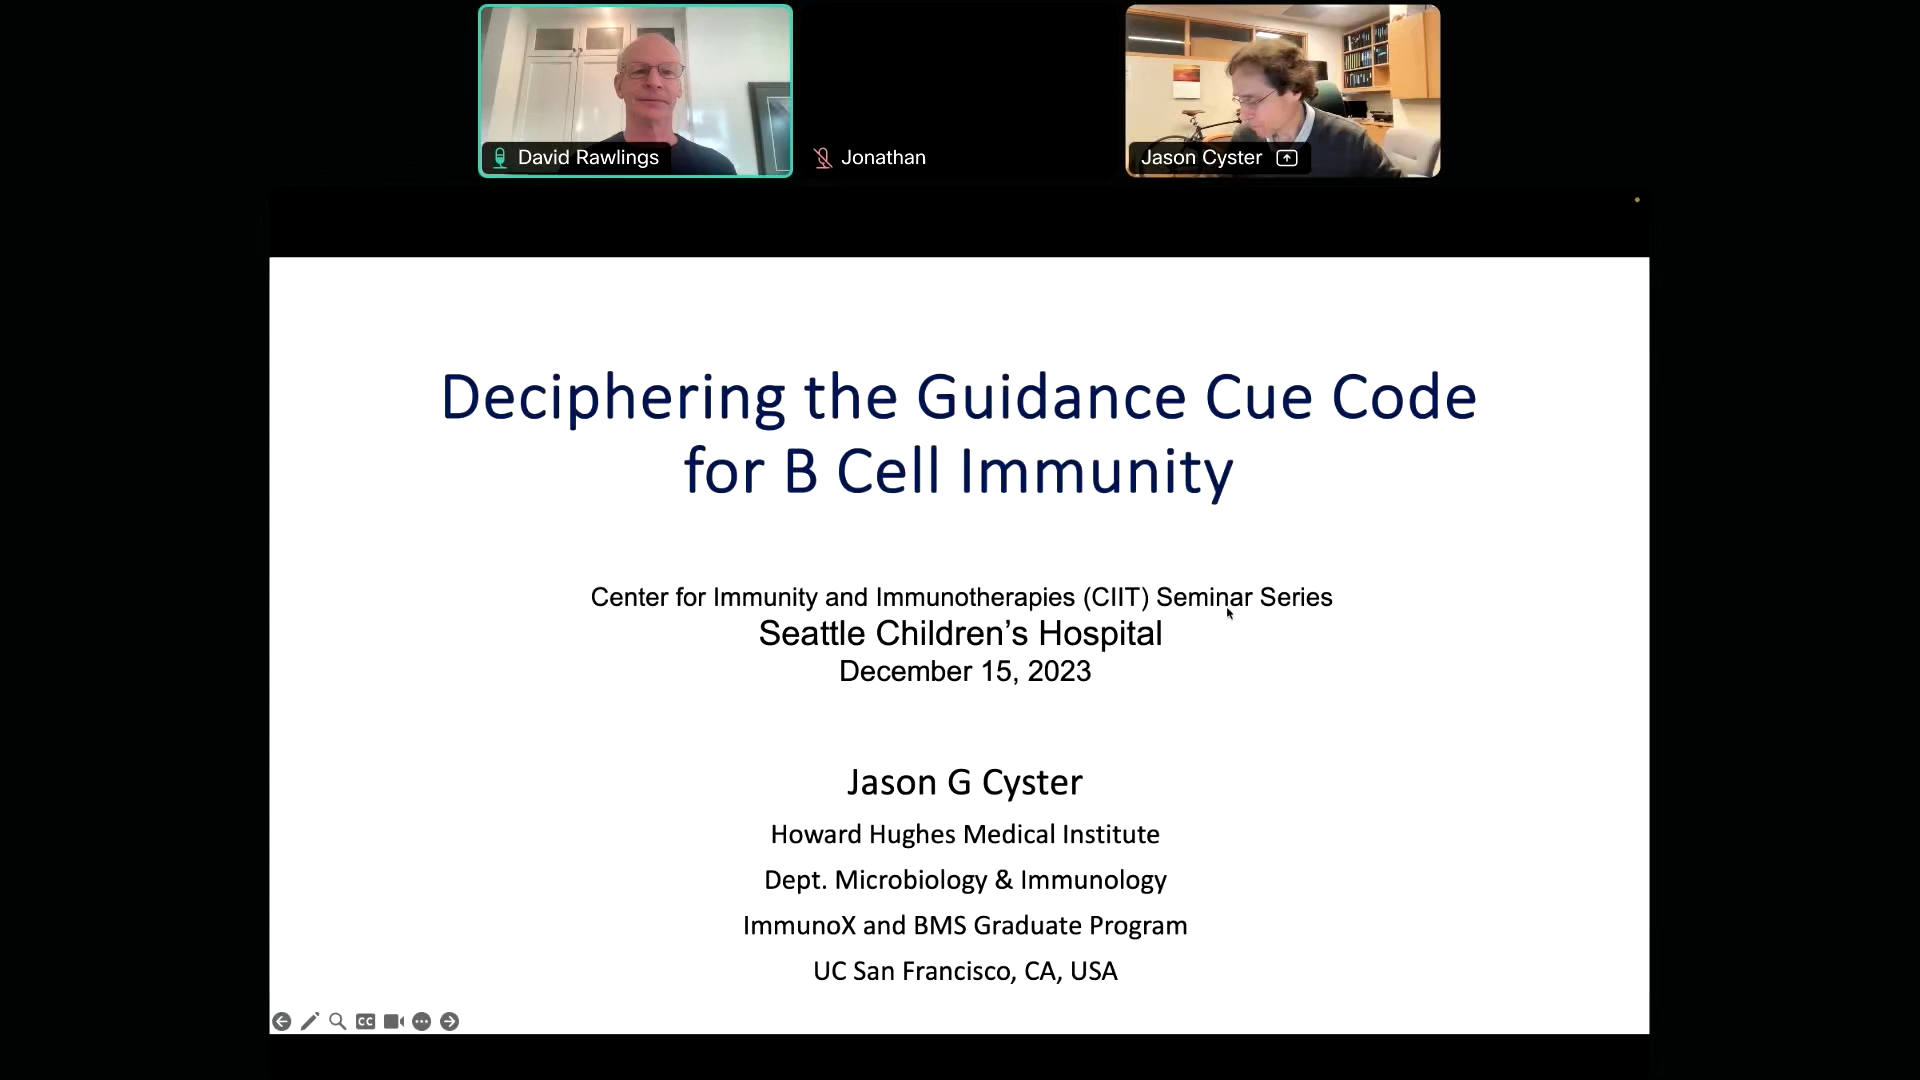 David Rawlings
Jonathan
Jason Cyster
Deciphering the Guidance Cue Code
for B Cell Immunity
Center for Immunity and Immunotherapies (CIIT) Seminar Series
Seattle Children’s Hospital
December 15, 2023
Jason G Cyster
Howard Hughes Medical Institute
Dept. Microbiology & Immunology
ImmunoX and BMS Graduate Program
UC San Francisco, CA, USA
CC